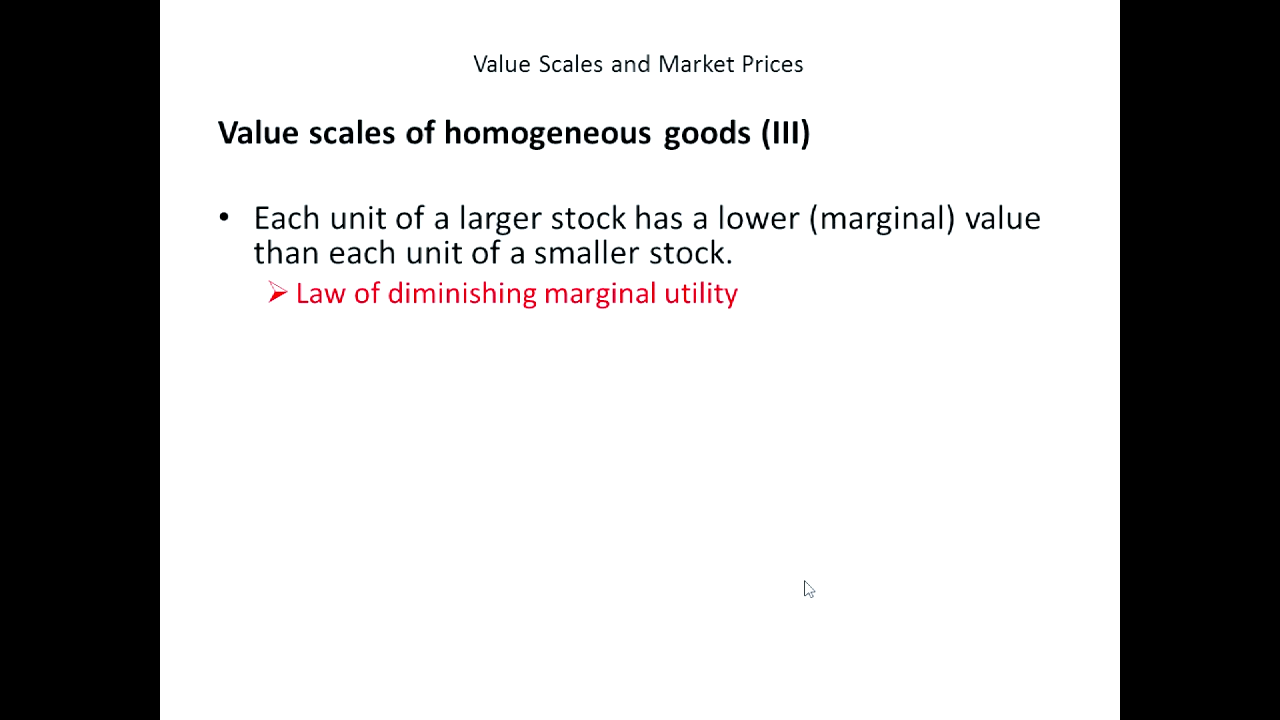 Value Scales and Market Prices
Value scales of homogeneous goods (III)
• Each unit of a larger stock has a lower (marginal) value
than each unit of a smaller stock.
➢ Law of diminishing marginal utility